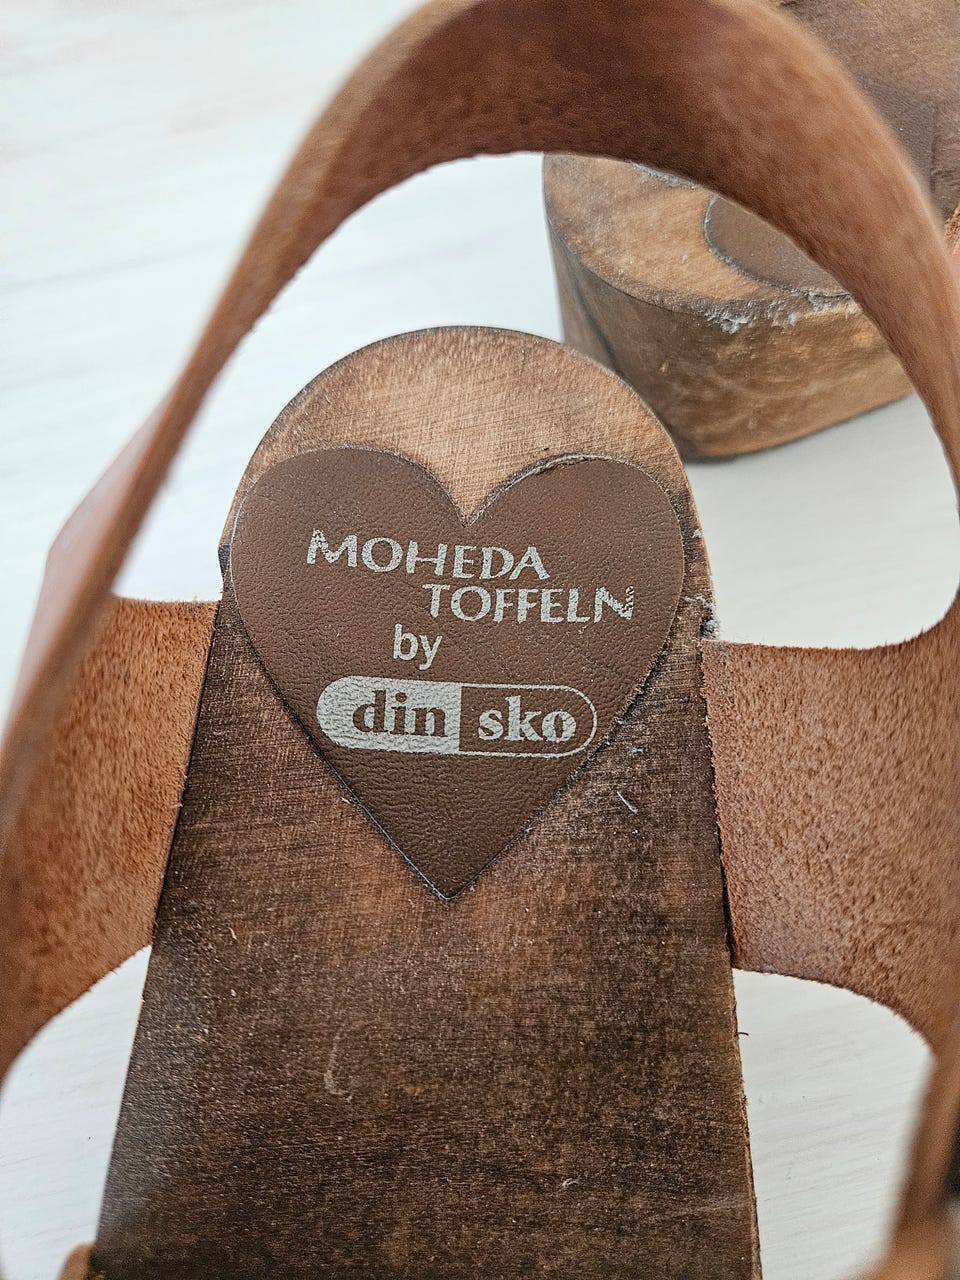 MOHEDA
TOFFELN
by
din sko